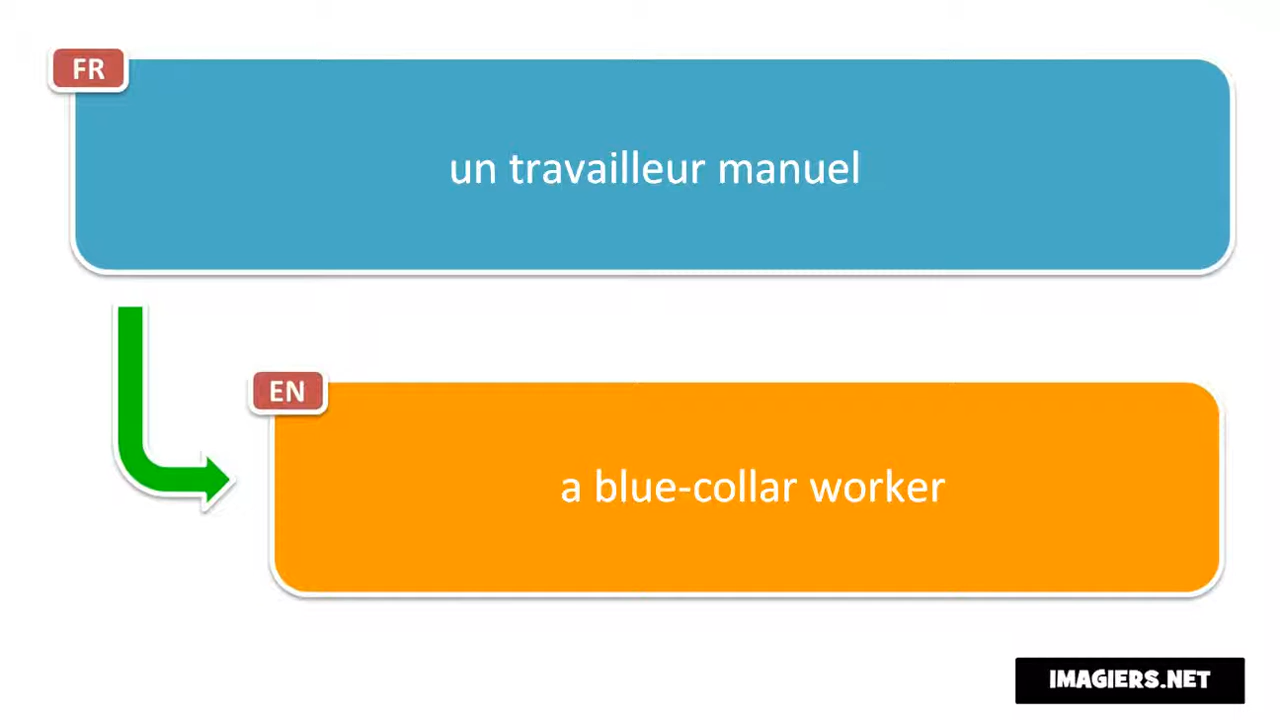 FR
un travailleur manuel
EN
a blue-collar worker
IMAGIERS.NET